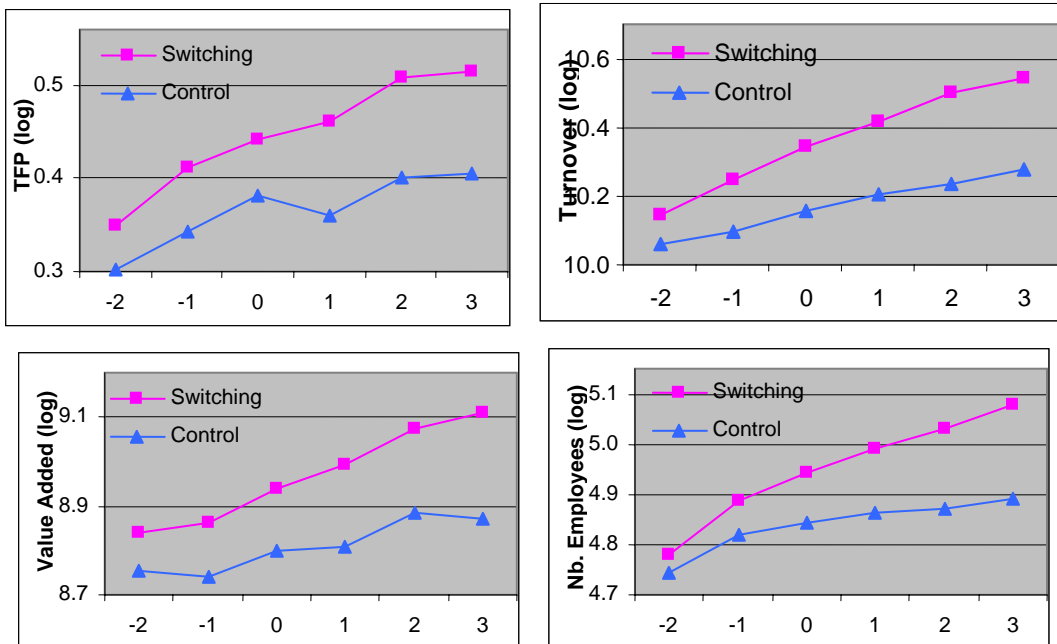 Switching
Control
0.5
0.4
0.3
TFP (log)
-2 -1 0 1 2 3
Switching
Control
10.6
10.4
10.2
10.0
Turnover (log)
-2 -1 0 1 2 3
Switching
Control
9.1
8.9
8.7
Value Added (log)
-2 -1 0 1 2 3
Switching
Control
5.1
5.0
4.9
4.8
4.7
Nb. Employees (log)
-2 -1 0 1 2 3